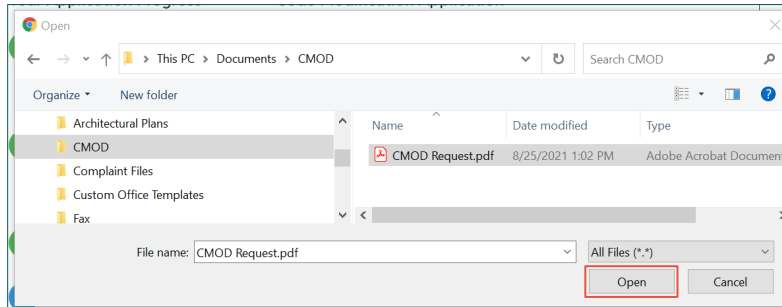 Open
This PC > Documents > CMOD
Search CMOD
Organize
New folder
Architectural Plans
CMOD
Complaint Files
Custom Office Templates
Fax
Name
Date modified
Type
CMOD Request.pdf
8/25/2021 1:02 PM
Adobe Acrobat Documen
File name:
CMOD Request.pdf
All Files (*.*)
Open
Cancel